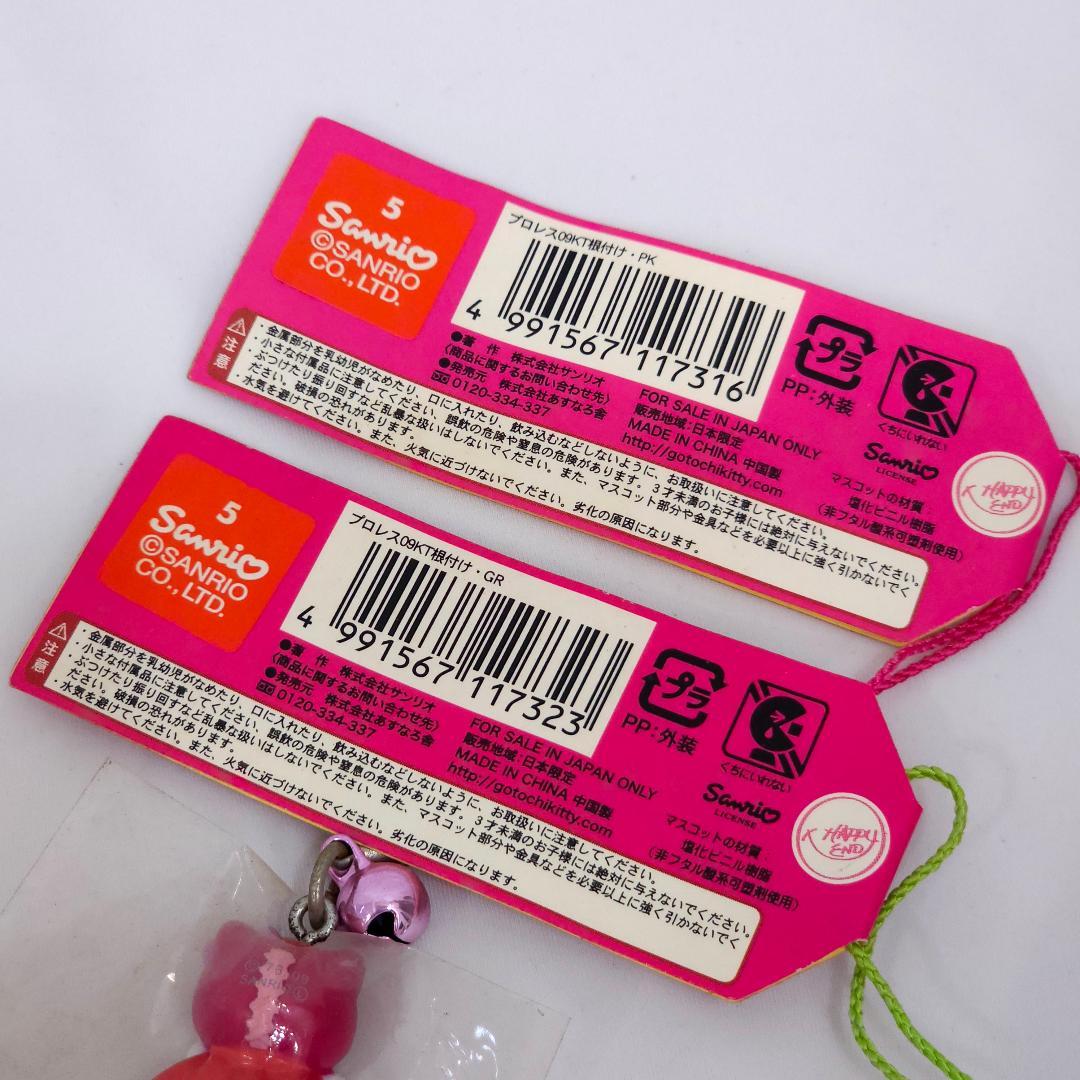 5
Sanrio
©SANRIO
CO.,LTD.
プロレス09KT根付け・PK
4 991567 117316
●著　作　株式会社サンリオ
〈商品に関するお問い合わせ先〉
●発売元　株式会社あすなろ舎
0120-334-337
FOR SALE IN JAPAN ONLY
販売地域:日本限定
MADE IN CHINA 中国製
http://gotochikitty.com
プラ
PP:外装
くちにいれない
Sanrio
LICENSE
マスコットの材質:
塩化ビニル樹脂
(非フタル酸系可塑剤使用)
K HAPPY
END
注意
・金属部分を乳幼児がなめたり、口に入れたり、飲み込むなどしないように、お取扱いに注意してください。
・小さな付属品に注意してください。誤飲の危険や窒息の危険があります。3才未満のお子様には絶対に与えないでください。
・ぶつけたり振り回すなど乱暴な扱いはしないでください。また、マスコット部分や金具などを必要以上に強く引かないでく
ださい。破損の恐れがあります。
・水気を避けてください。また、火気に近づけないでください。劣化の原因になります。
5
Sanrio
©SANRIO
CO.,LTD.
プロレス09KT根付け・GR
4 991567 117323
●著　作　株式会社サンリオ
〈商品に関するお問い合わせ先〉
●発売元　株式会社あすなろ舎
0120-334-337
FOR SALE IN JAPAN ONLY
販売地域:日本限定
MADE IN CHINA 中国製
http://gotochikitty.com
プラ
PP:外装
くちにいれない
Sanrio
LICENSE
マスコットの材質:
塩化ビニル樹脂
(非フタル酸系可塑剤使用)
K HAPPY
END
注意
・金属部分を乳幼児がなめたり、口に入れたり、飲み込むなどしないように、お取扱いに注意してください。
・小さな付属品に注意してください。誤飲の危険や窒息の危険があります。3才未満のお子様には絶対に与えないでください。
・ぶつけたり振り回すなど乱暴な扱いはしないでください。また、マスコット部分や金具などを必要以上に強く引かないでく
ださい。破損の恐れがあります。
・水気を避けてください。また、火気に近づけないでください。劣化の原因になります。
SANRIO